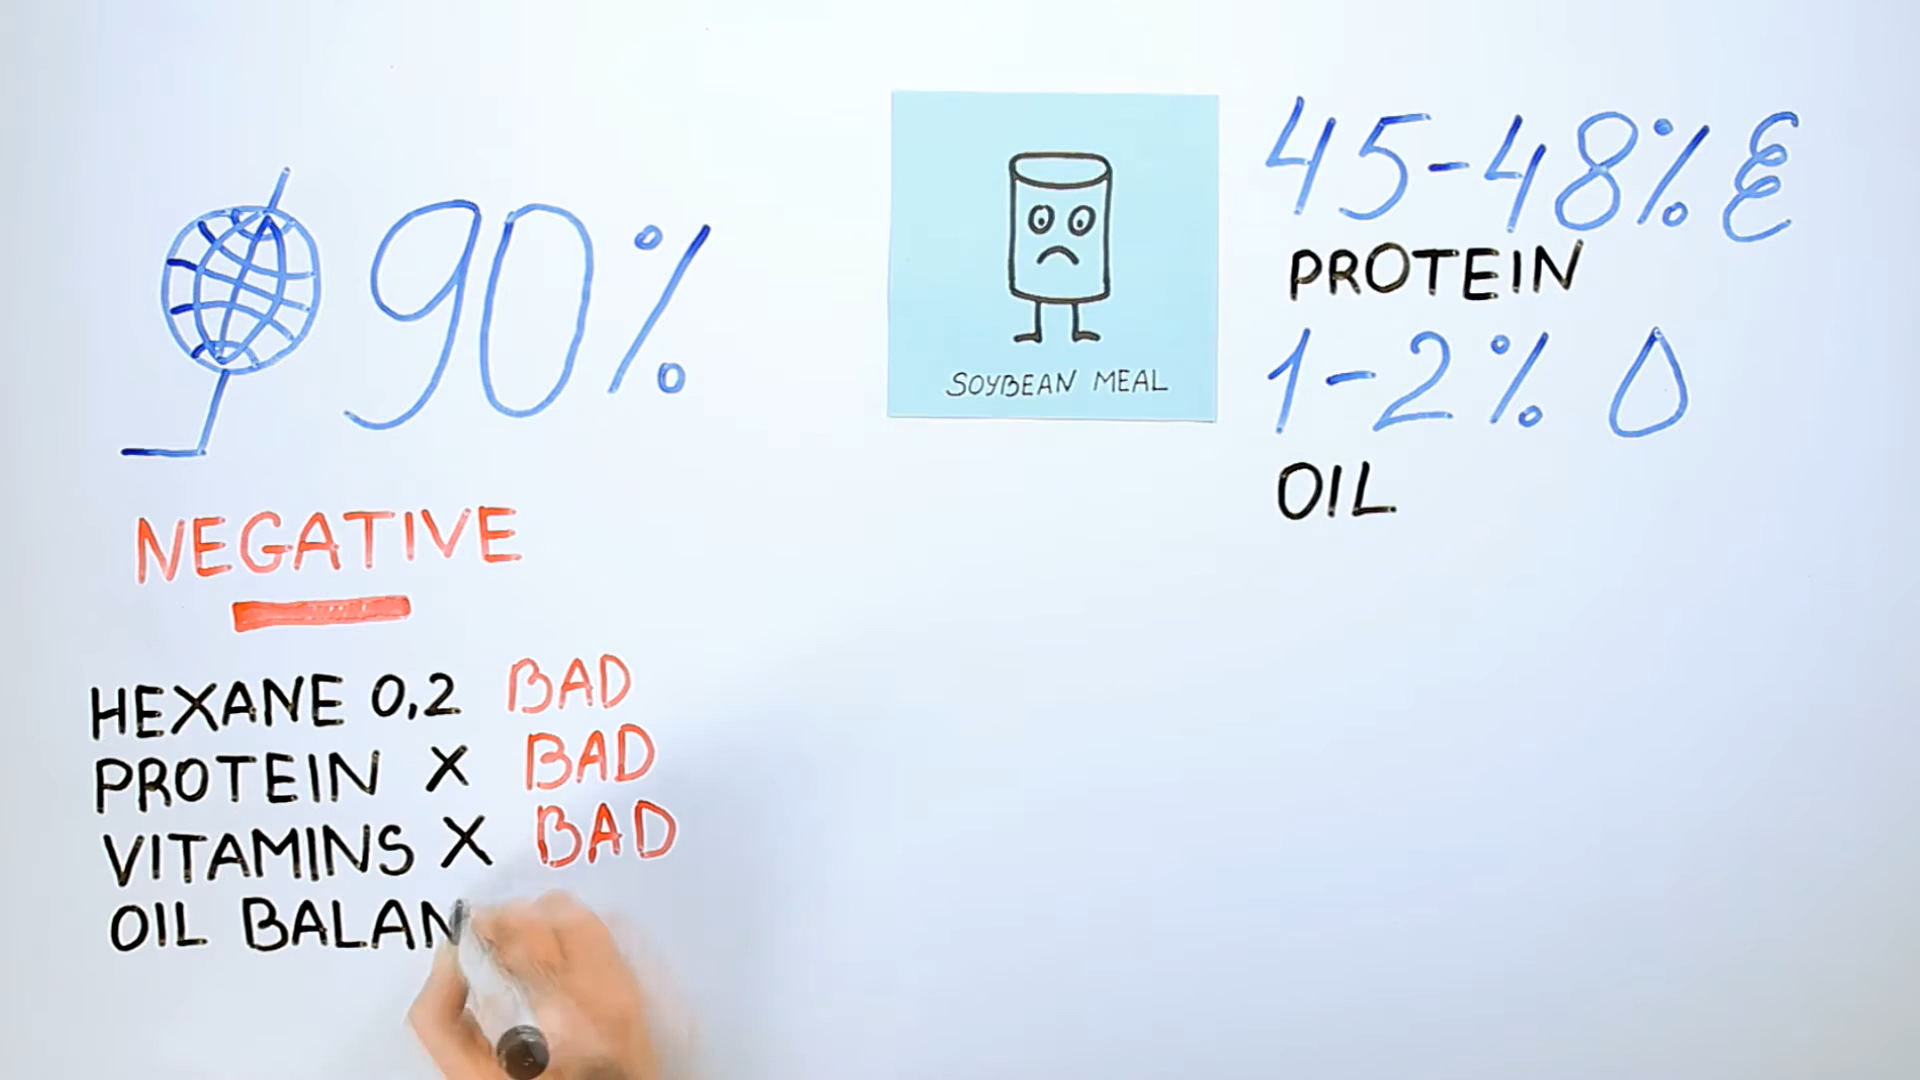 90%
NEGATIVE
HEXANE 0,2 BAD
PROTEIN X BAD
VITAMINS X BAD
OIL BALAN
SOYBEAN MEAL
45-48%
PROTEIN
1-2%
OIL